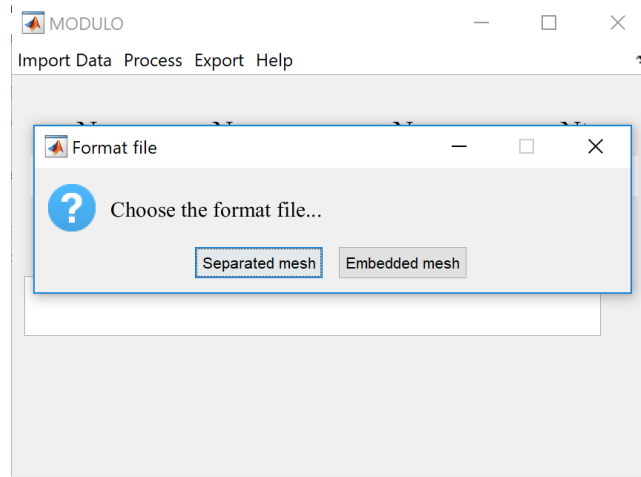 MODULO
Import Data Process Export Help
Format file
Choose the format file...
Separated mesh Embedded mesh